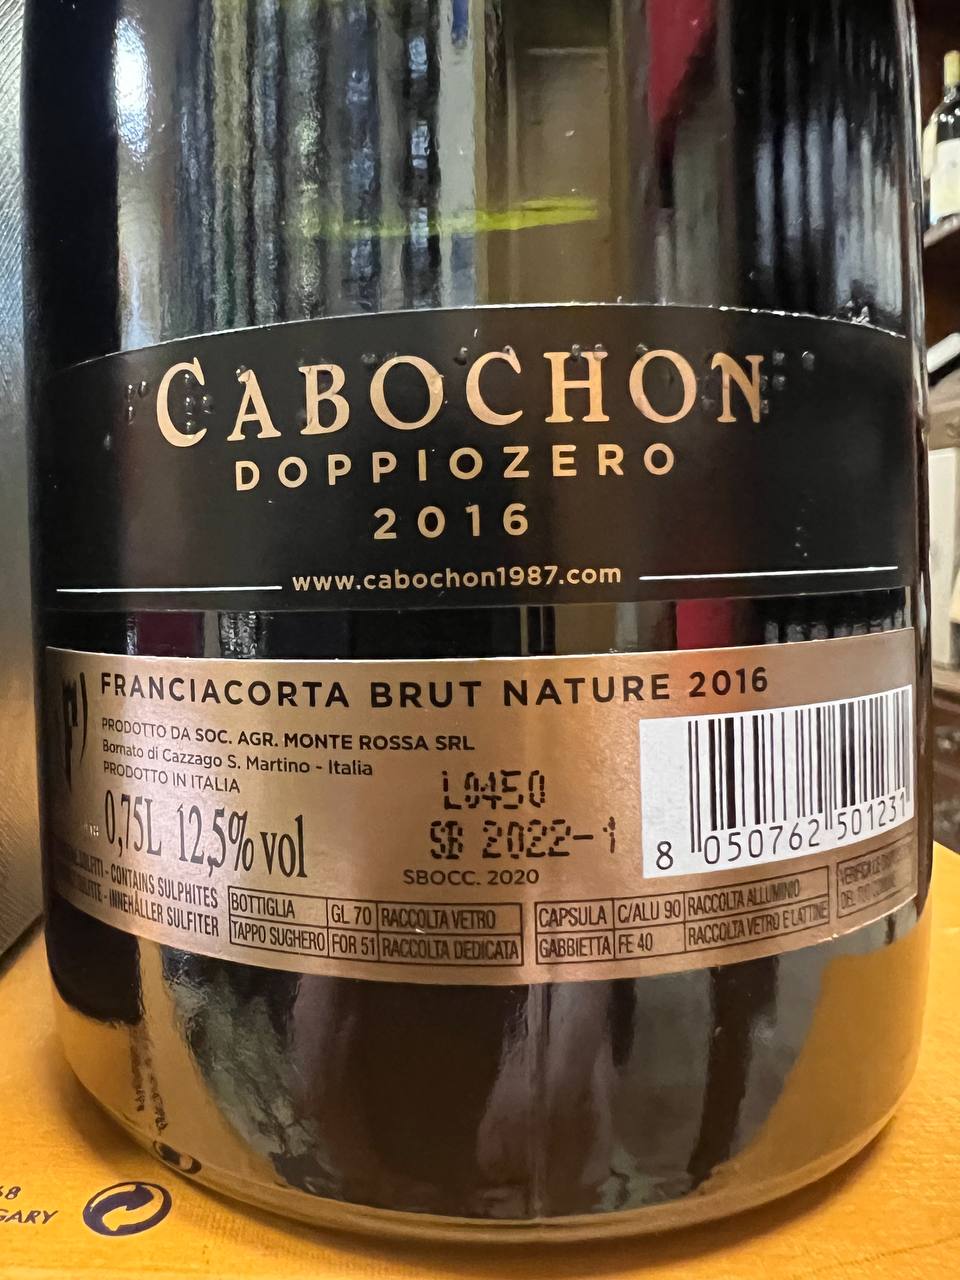 CABOCHON
DOPPIOZERO
2016
www.cabochon1987.com
FRANCIACORTA BRUT NATURE 2016
PRODOTTO DA SOC. AGR. MONTE ROSSA SRL
Bornato di Cazzago S. Martino - Italia
PRODOTTO IN ITALIA
0,75L 12,5% vol
L0450
SB 2022-1
SBOCC. 2020
8 050762 501231
- CONTAINS SULPHITES
- INNEHÅLLER SULFITER
BOTTIGLIA GL 70 RACCOLTA VETRO
TAPPO SUGHERO FOR 51 RACCOLTA DEDICATA
CAPSULA C/ALU 90 RACCOLTA ALLUMINIO
GABBIETTA FE 40 RACCOLTA VETRO E LATTINE
68
GARY